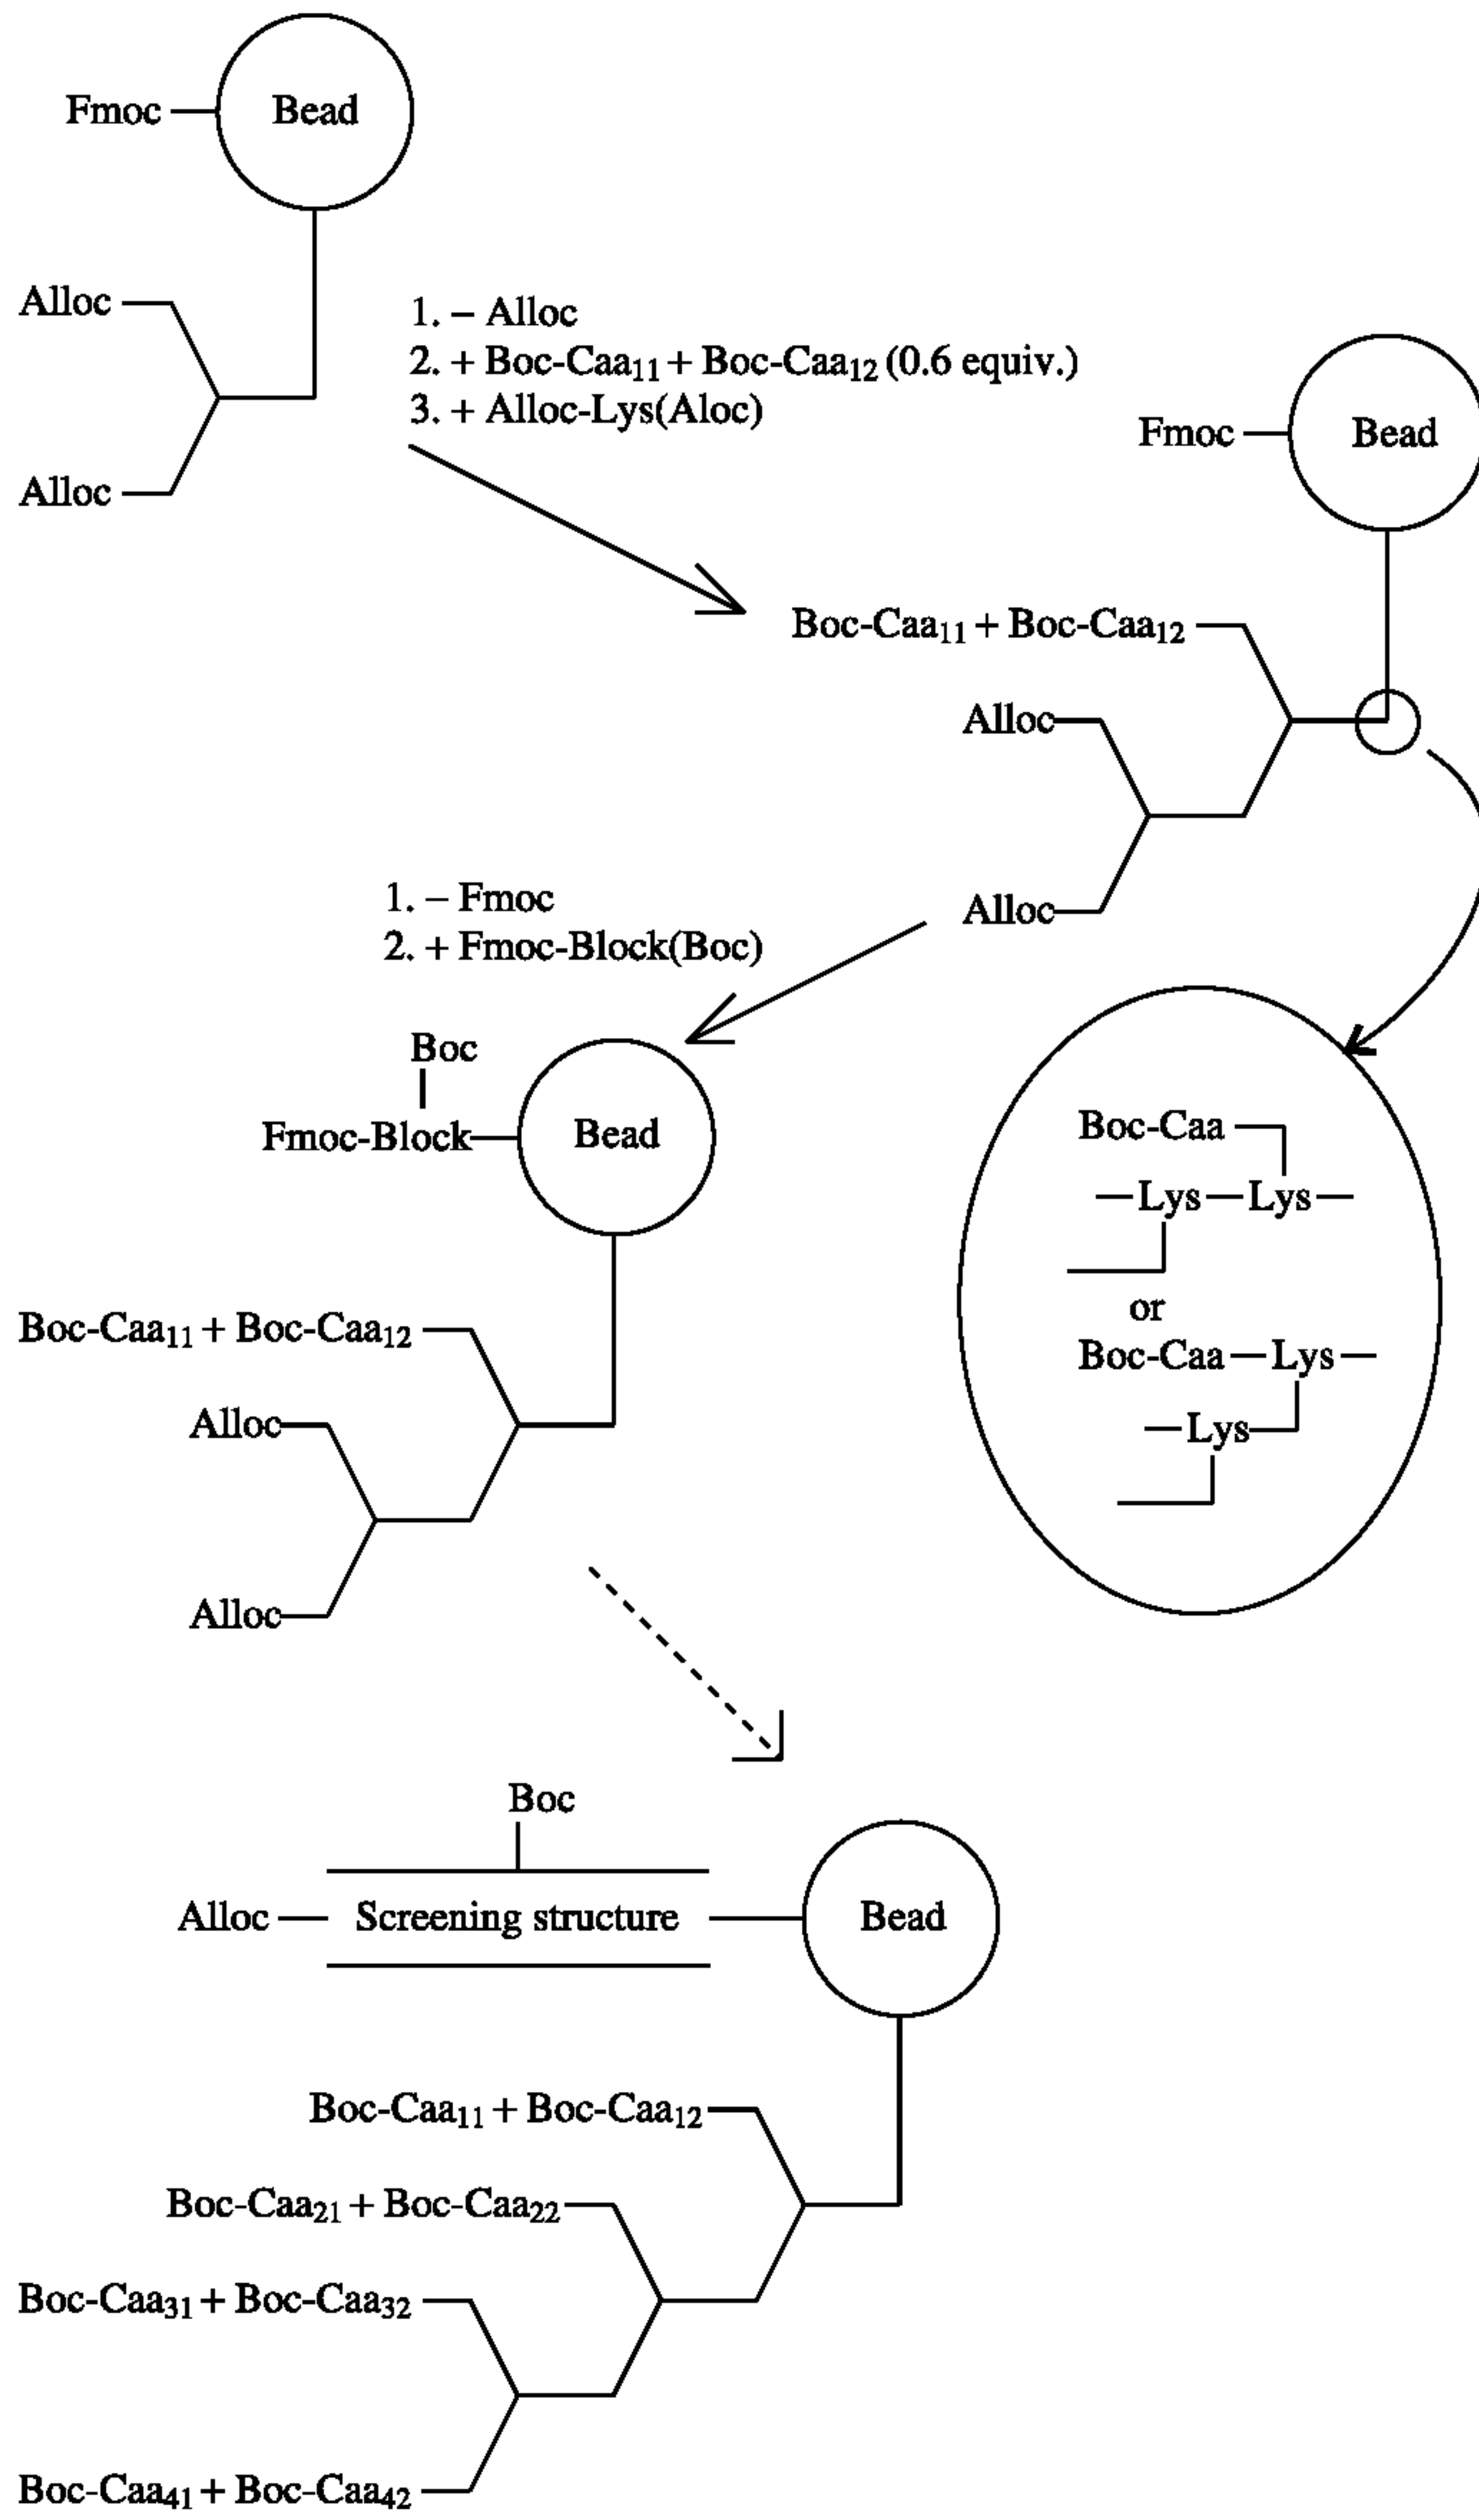 Fmoc
Bead
Alloc
Alloc
1. – Alloc
2. + Boc-Caa₁₁ + Boc-Caa₁₂ (0.6 equiv.)
3. + Alloc-Lys(Aloc)
Fmoc
Bead
Boc-Caa₁₁ + Boc-Caa₁₂
Alloc
Alloc
1. – Fmoc
2. + Fmoc-Block(Boc)
Boc
Fmoc-Block
Bead
Boc-Caa
Lys Lys
or
Boc-Caa Lys
Lys
Boc-Caa₁₁ + Boc-Caa₁₂
Alloc
Alloc
Boc
Alloc Screening structure Bead
Boc-Caa₁₁ + Boc-Caa₁₂
Boc-Caa₂₁ + Boc-Caa₂₂
Boc-Caa₃₁ + Boc-Caa₃₂
Boc-Caa₄₁ + Boc-Caa₄₂